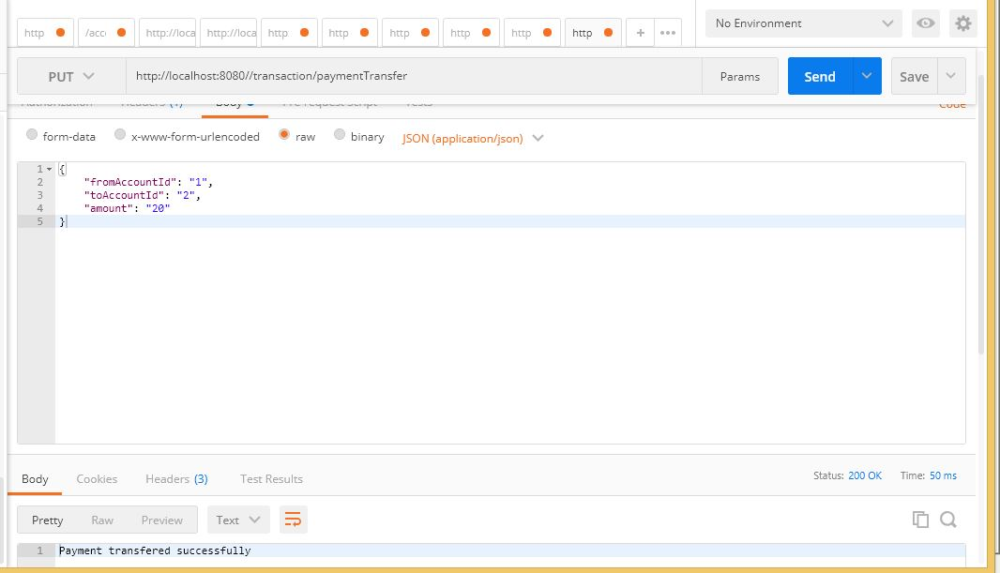 http /acc http://loca http://loca http http http http http http + ••• No Environment
PUT http://localhost:8080//transaction/paymentTransfer Params Send Save
Authorization Headers (1) Body Pre-request Script Tests Code
form-data x-www-form-urlencoded raw binary JSON (application/json)
1 {
2 "fromAccountId": "1",
3 "toAccountId": "2",
4 "amount": "20"
5 }
Body Cookies Headers (3) Test Results Status: 200 OK Time: 50 ms
Pretty Raw Preview Text
1 Payment transfered successfully